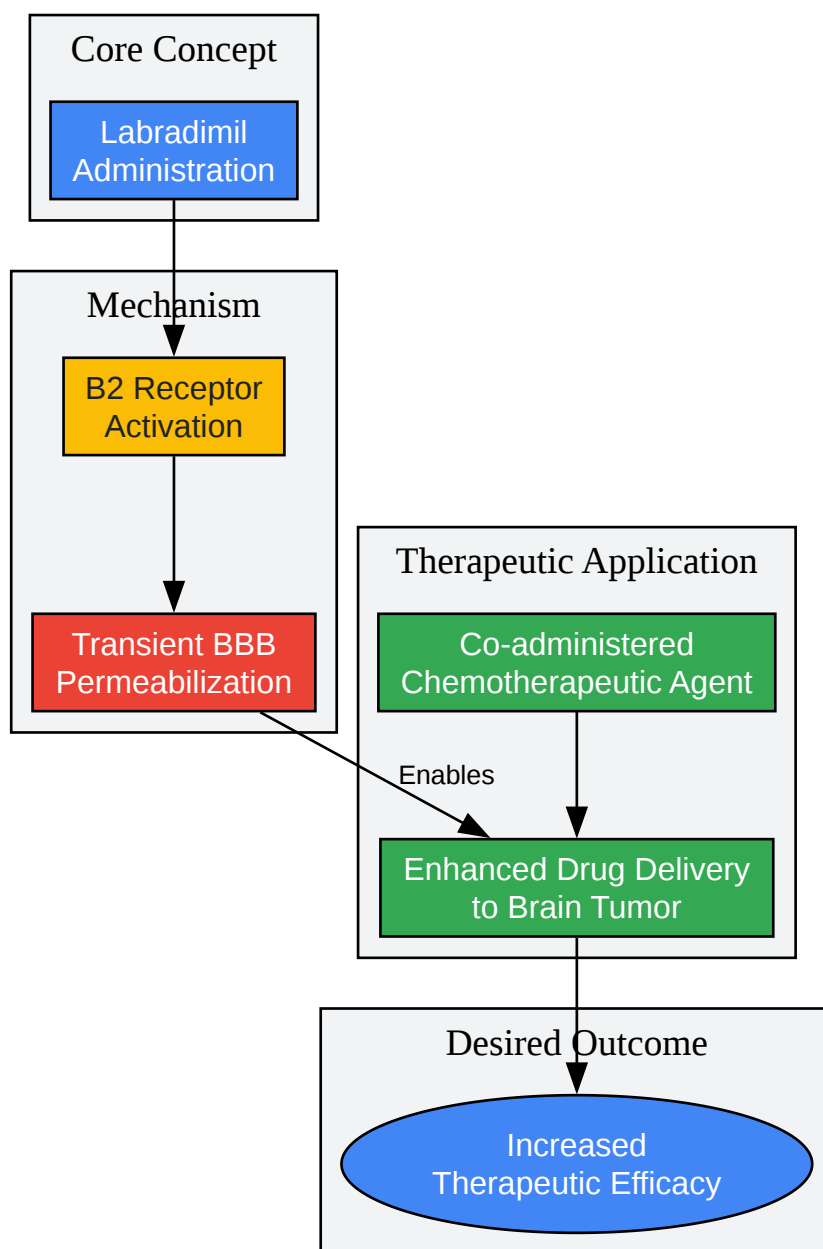 Core Concept
Labradimil
Administration
Mechanism
B2 Receptor
Activation
Transient BBB
Permeabilization
Therapeutic Application
Co-administered
Chemotherapeutic Agent
Enables
Enhanced Drug Delivery
to Brain Tumor
Desired Outcome
Increased
Therapeutic Efficacy